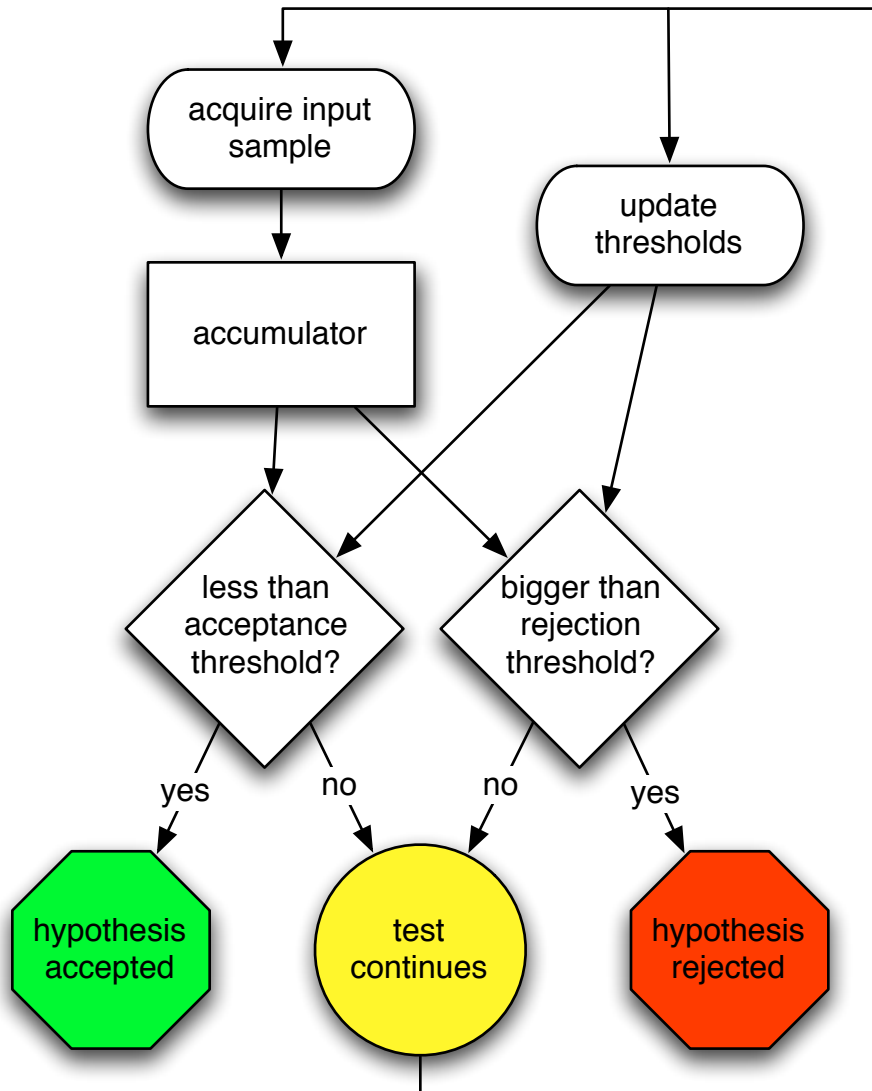 acquire input
sample
update
thresholds
accumulator
less than
acceptance
threshold?
bigger than
rejection
threshold?
yes
no
no
yes
hypothesis
accepted
test
continues
hypothesis
rejected